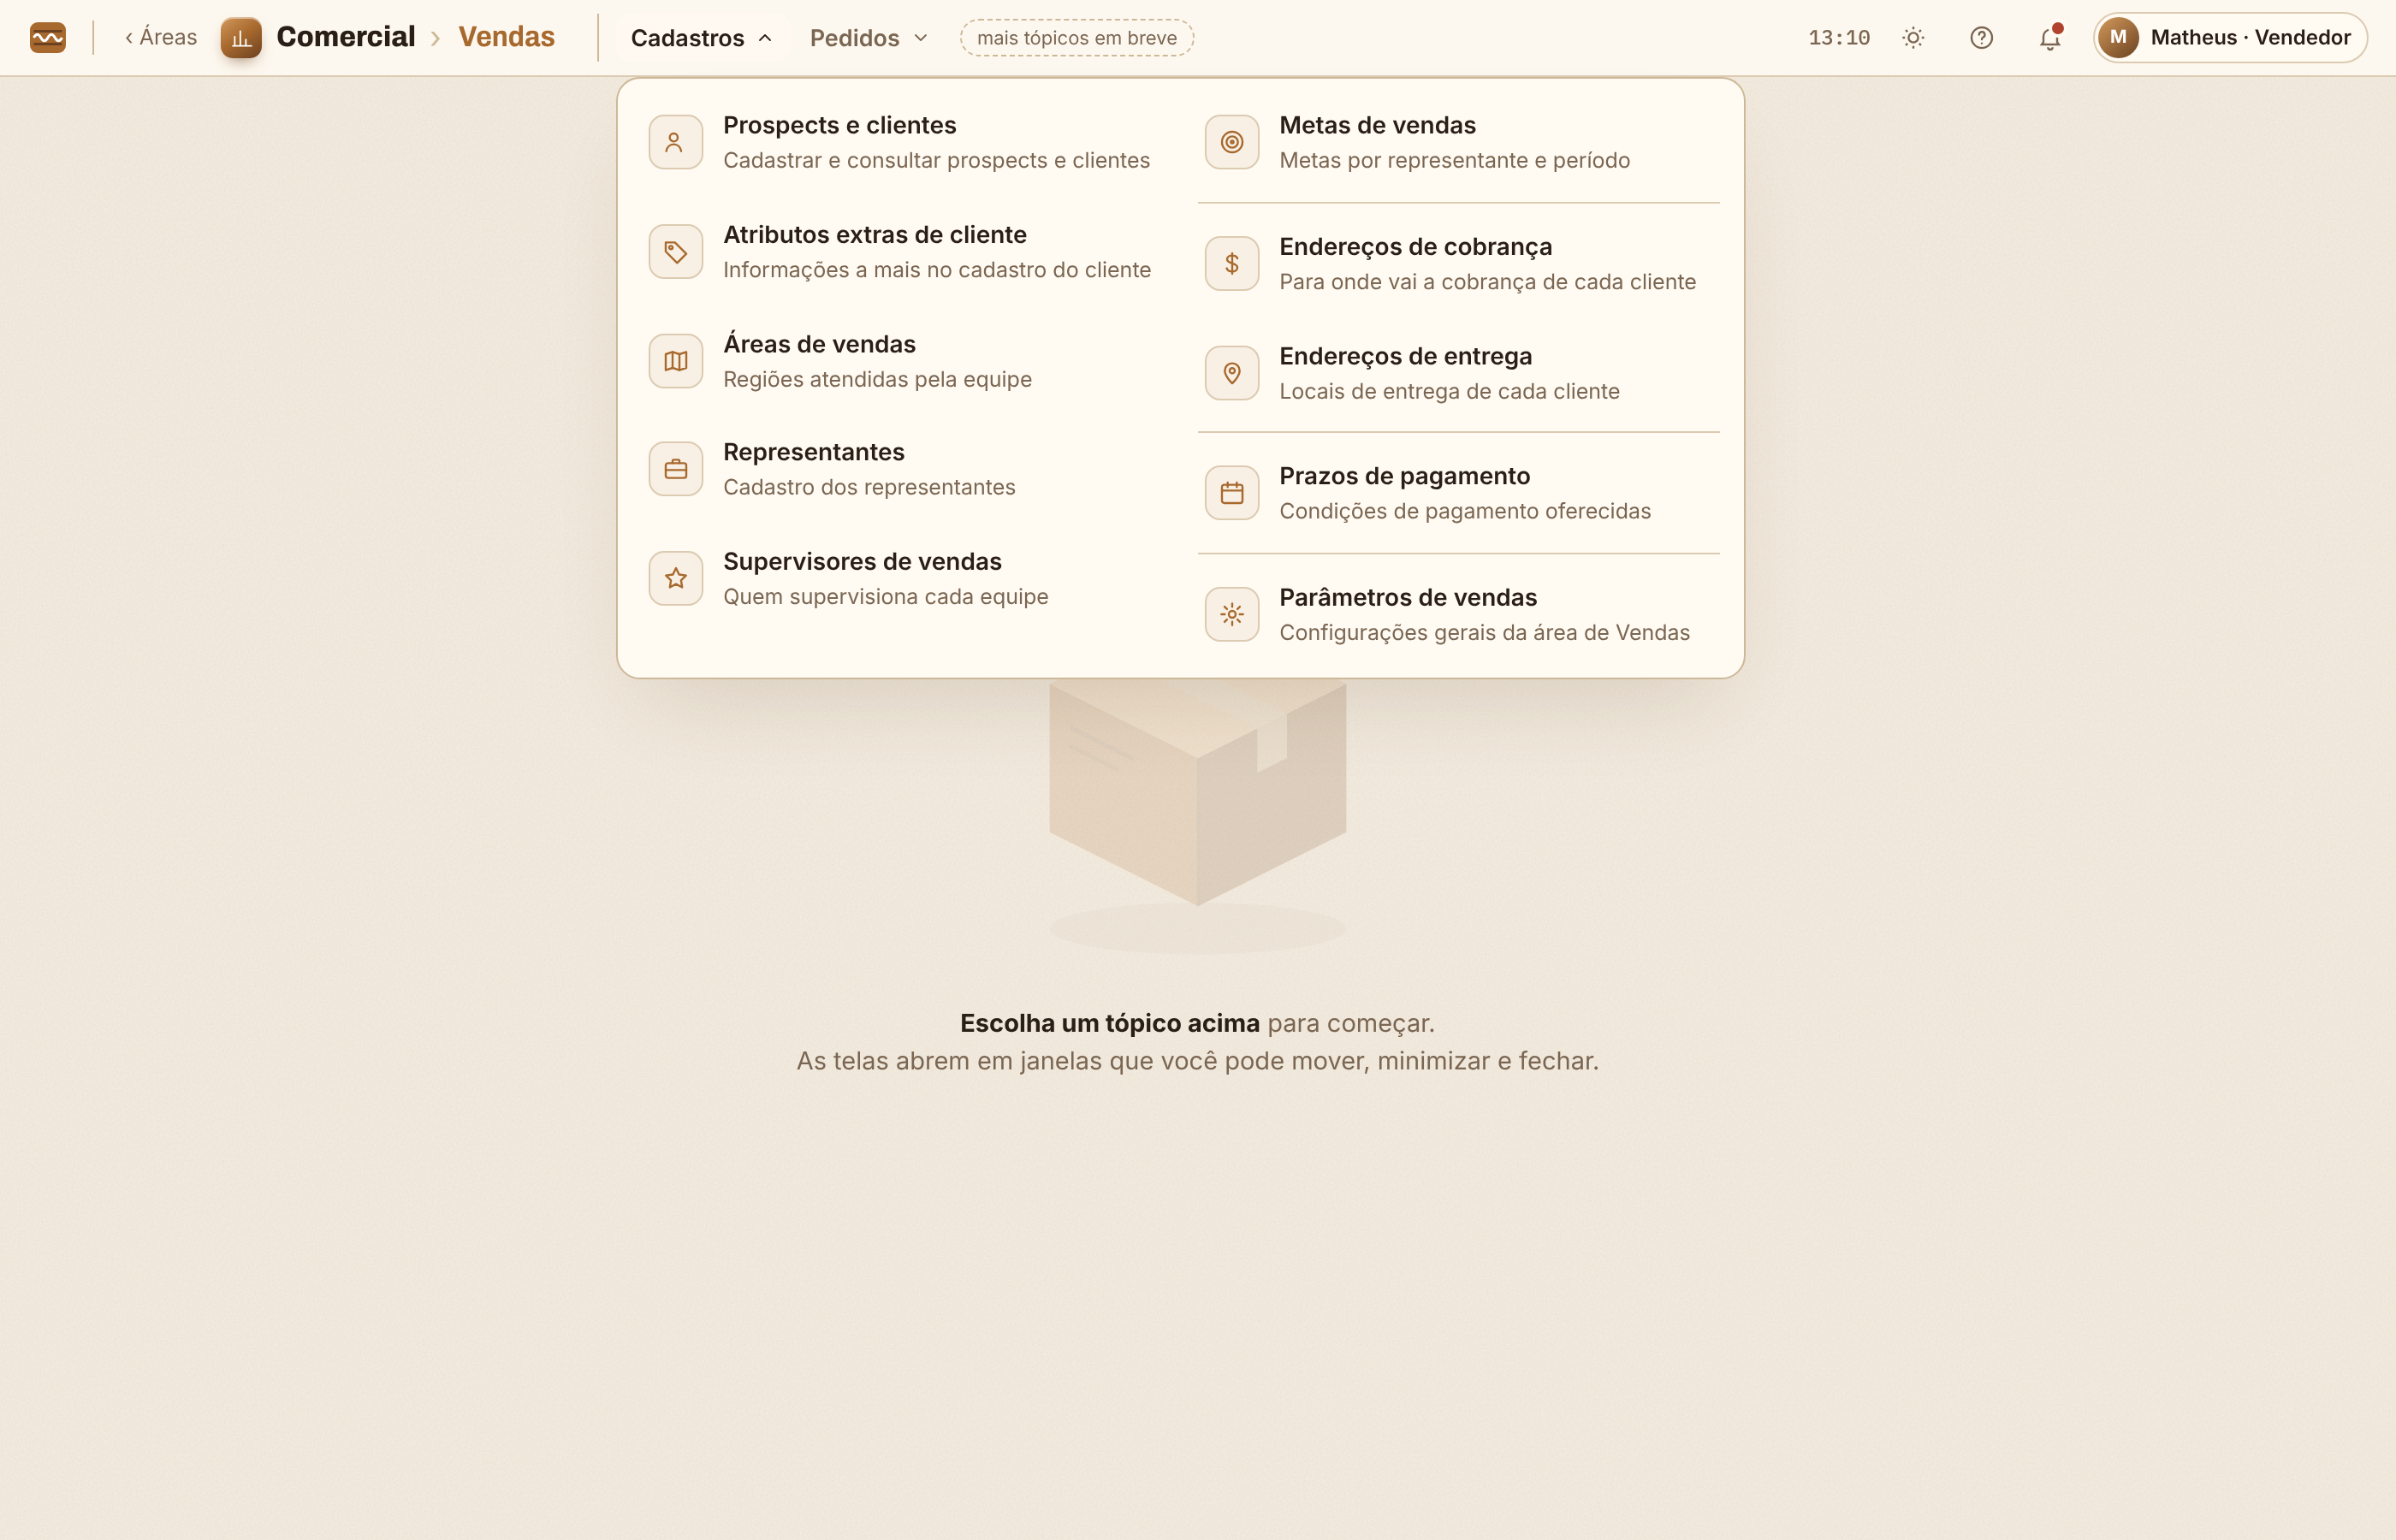 ‹ Áreas
Comercial › Vendas
Cadastros
Pedidos
mais tópicos em breve
13:10
M
Matheus · Vendedor
Prospects e clientes
Cadastrar e consultar prospects e clientes
Atributos extras de cliente
Informações a mais no cadastro do cliente
Áreas de vendas
Regiões atendidas pela equipe
Representantes
Cadastro dos representantes
Supervisores de vendas
Quem supervisiona cada equipe
Metas de vendas
Metas por representante e período
Endereços de cobrança
Para onde vai a cobrança de cada cliente
Endereços de entrega
Locais de entrega de cada cliente
Prazos de pagamento
Condições de pagamento oferecidas
Parâmetros de vendas
Configurações gerais da área de Vendas
Escolha um tópico acima para começar.
As telas abrem em janelas que você pode mover, minimizar e fechar.